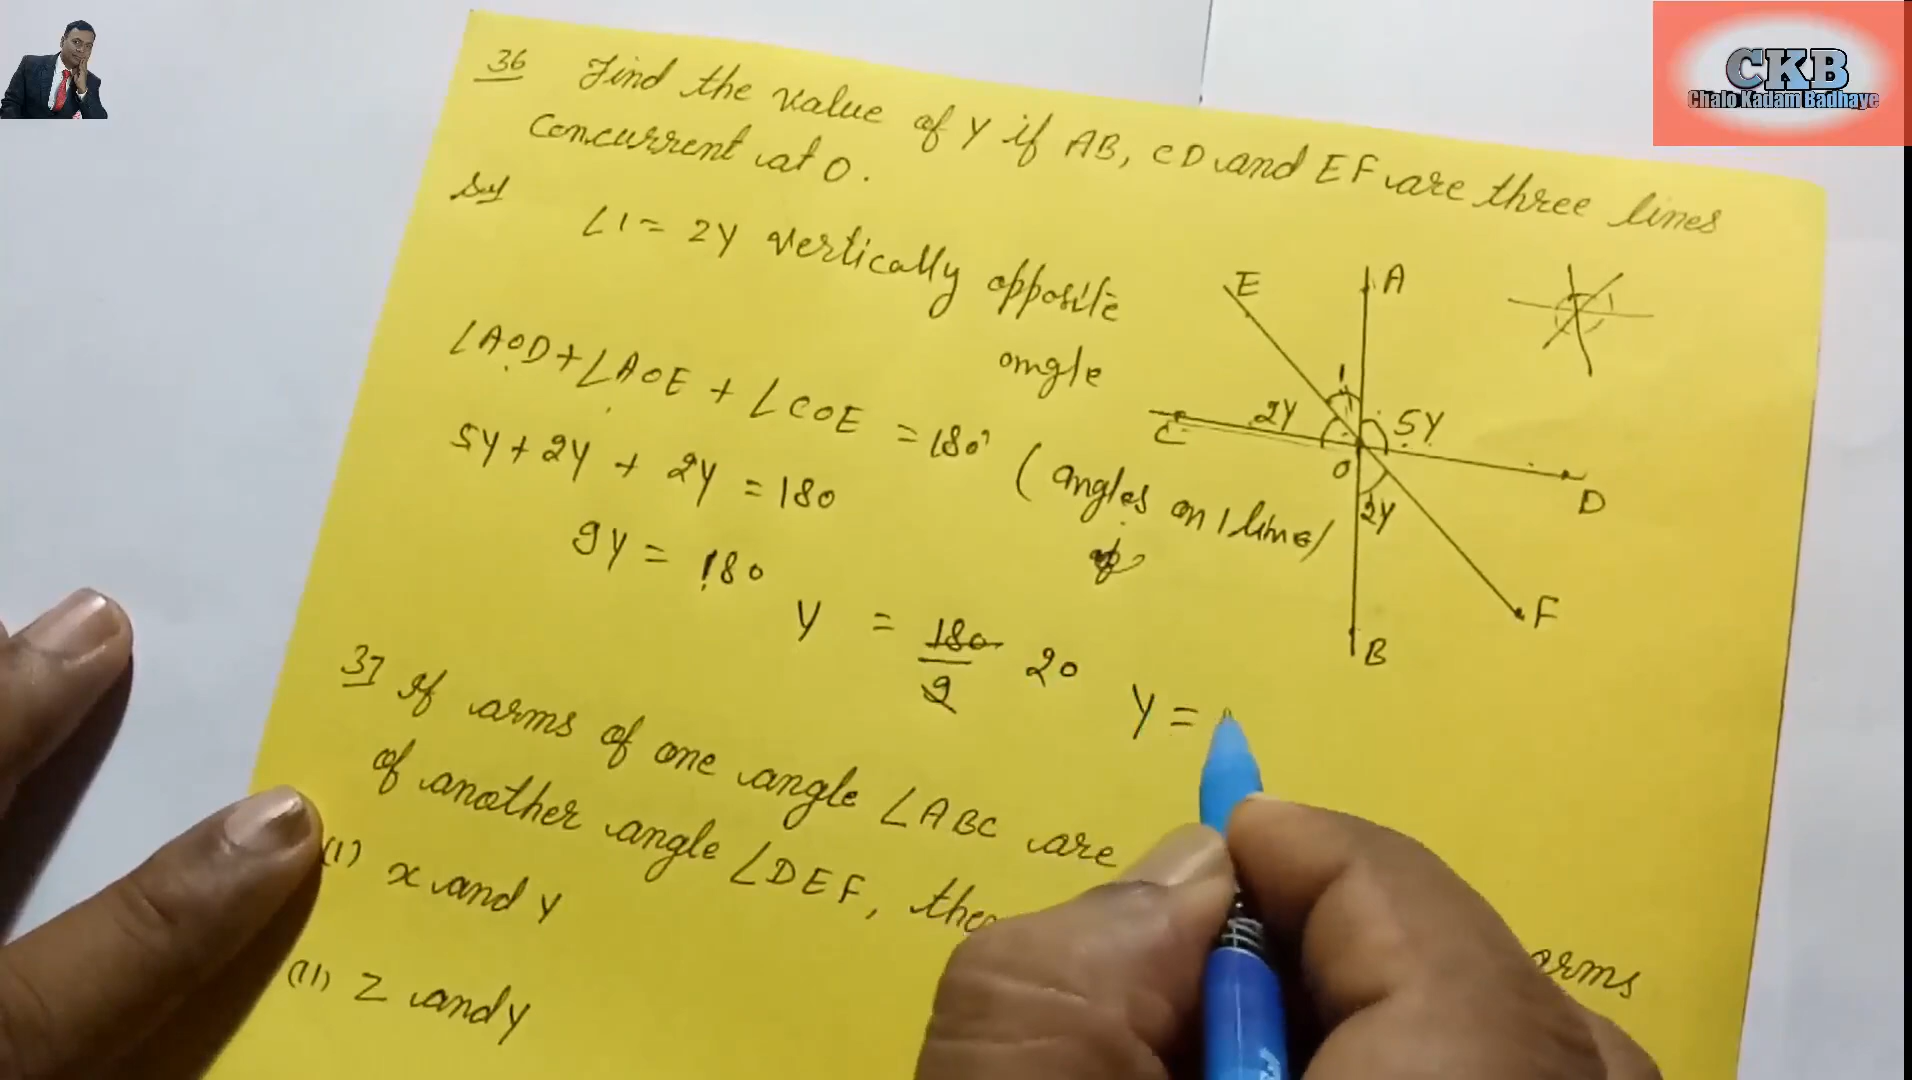 CKB
Chalo Kadam Badhaye
36 Find the value of Y if AB, CD and EF are three lines
concurrent at O.
Sol
∠1 = 2Y vertically opposite
angle
∠AOD + ∠AOE + ∠COE = 180° (angles on 1 line)
5Y + 2Y + 2Y = 180
9Y = 180
Y = 180/9 20
Y =
E
A
1
2Y
5Y
C
O
D
2Y
F
B
37 If arms of one angle ∠ABC are
of another angle ∠DEF, arms
(I) x and y
(II) Z and y